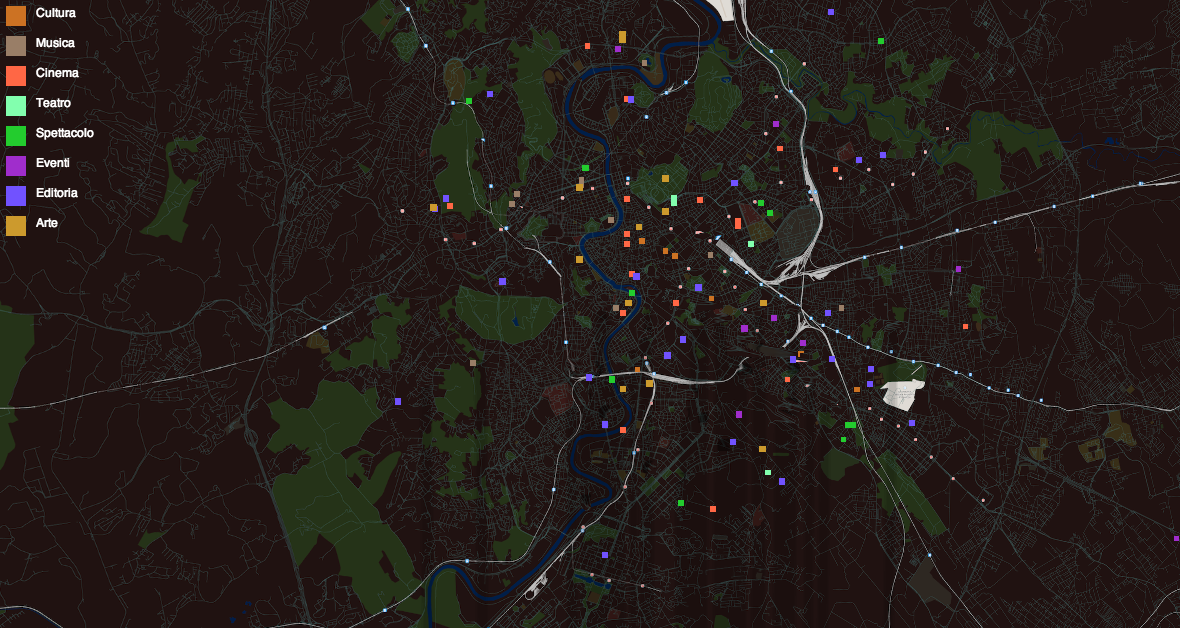 Cultura
Musica
Cinema
Teatro
Spettacolo
Eventi
Editoria
Arte